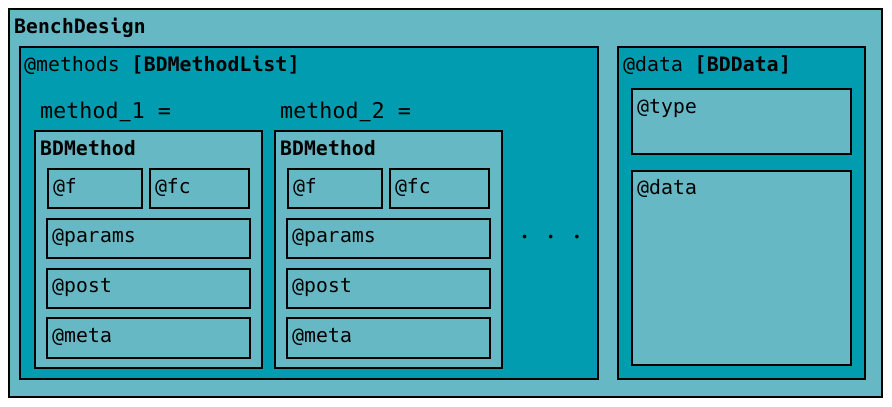 BenchDesign
@methods [BDMethodList]
method_1 =
BDMethod
@f
@fc
@params
@post
@meta
method_2 =
BDMethod
@f
@fc
@params
@post
@meta
. . .
@data [BDData]
@type
@data